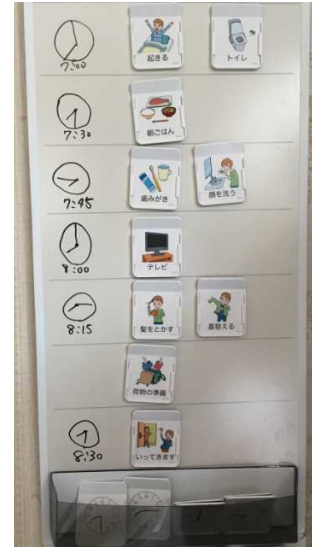 起きる
トイレ
7:00
朝ごはん
7:30
歯みがき
顔を洗う
7:45
テレビ
8:00
髪をとかす
着替える
8:15
荷物の準備
いってきます
8:30